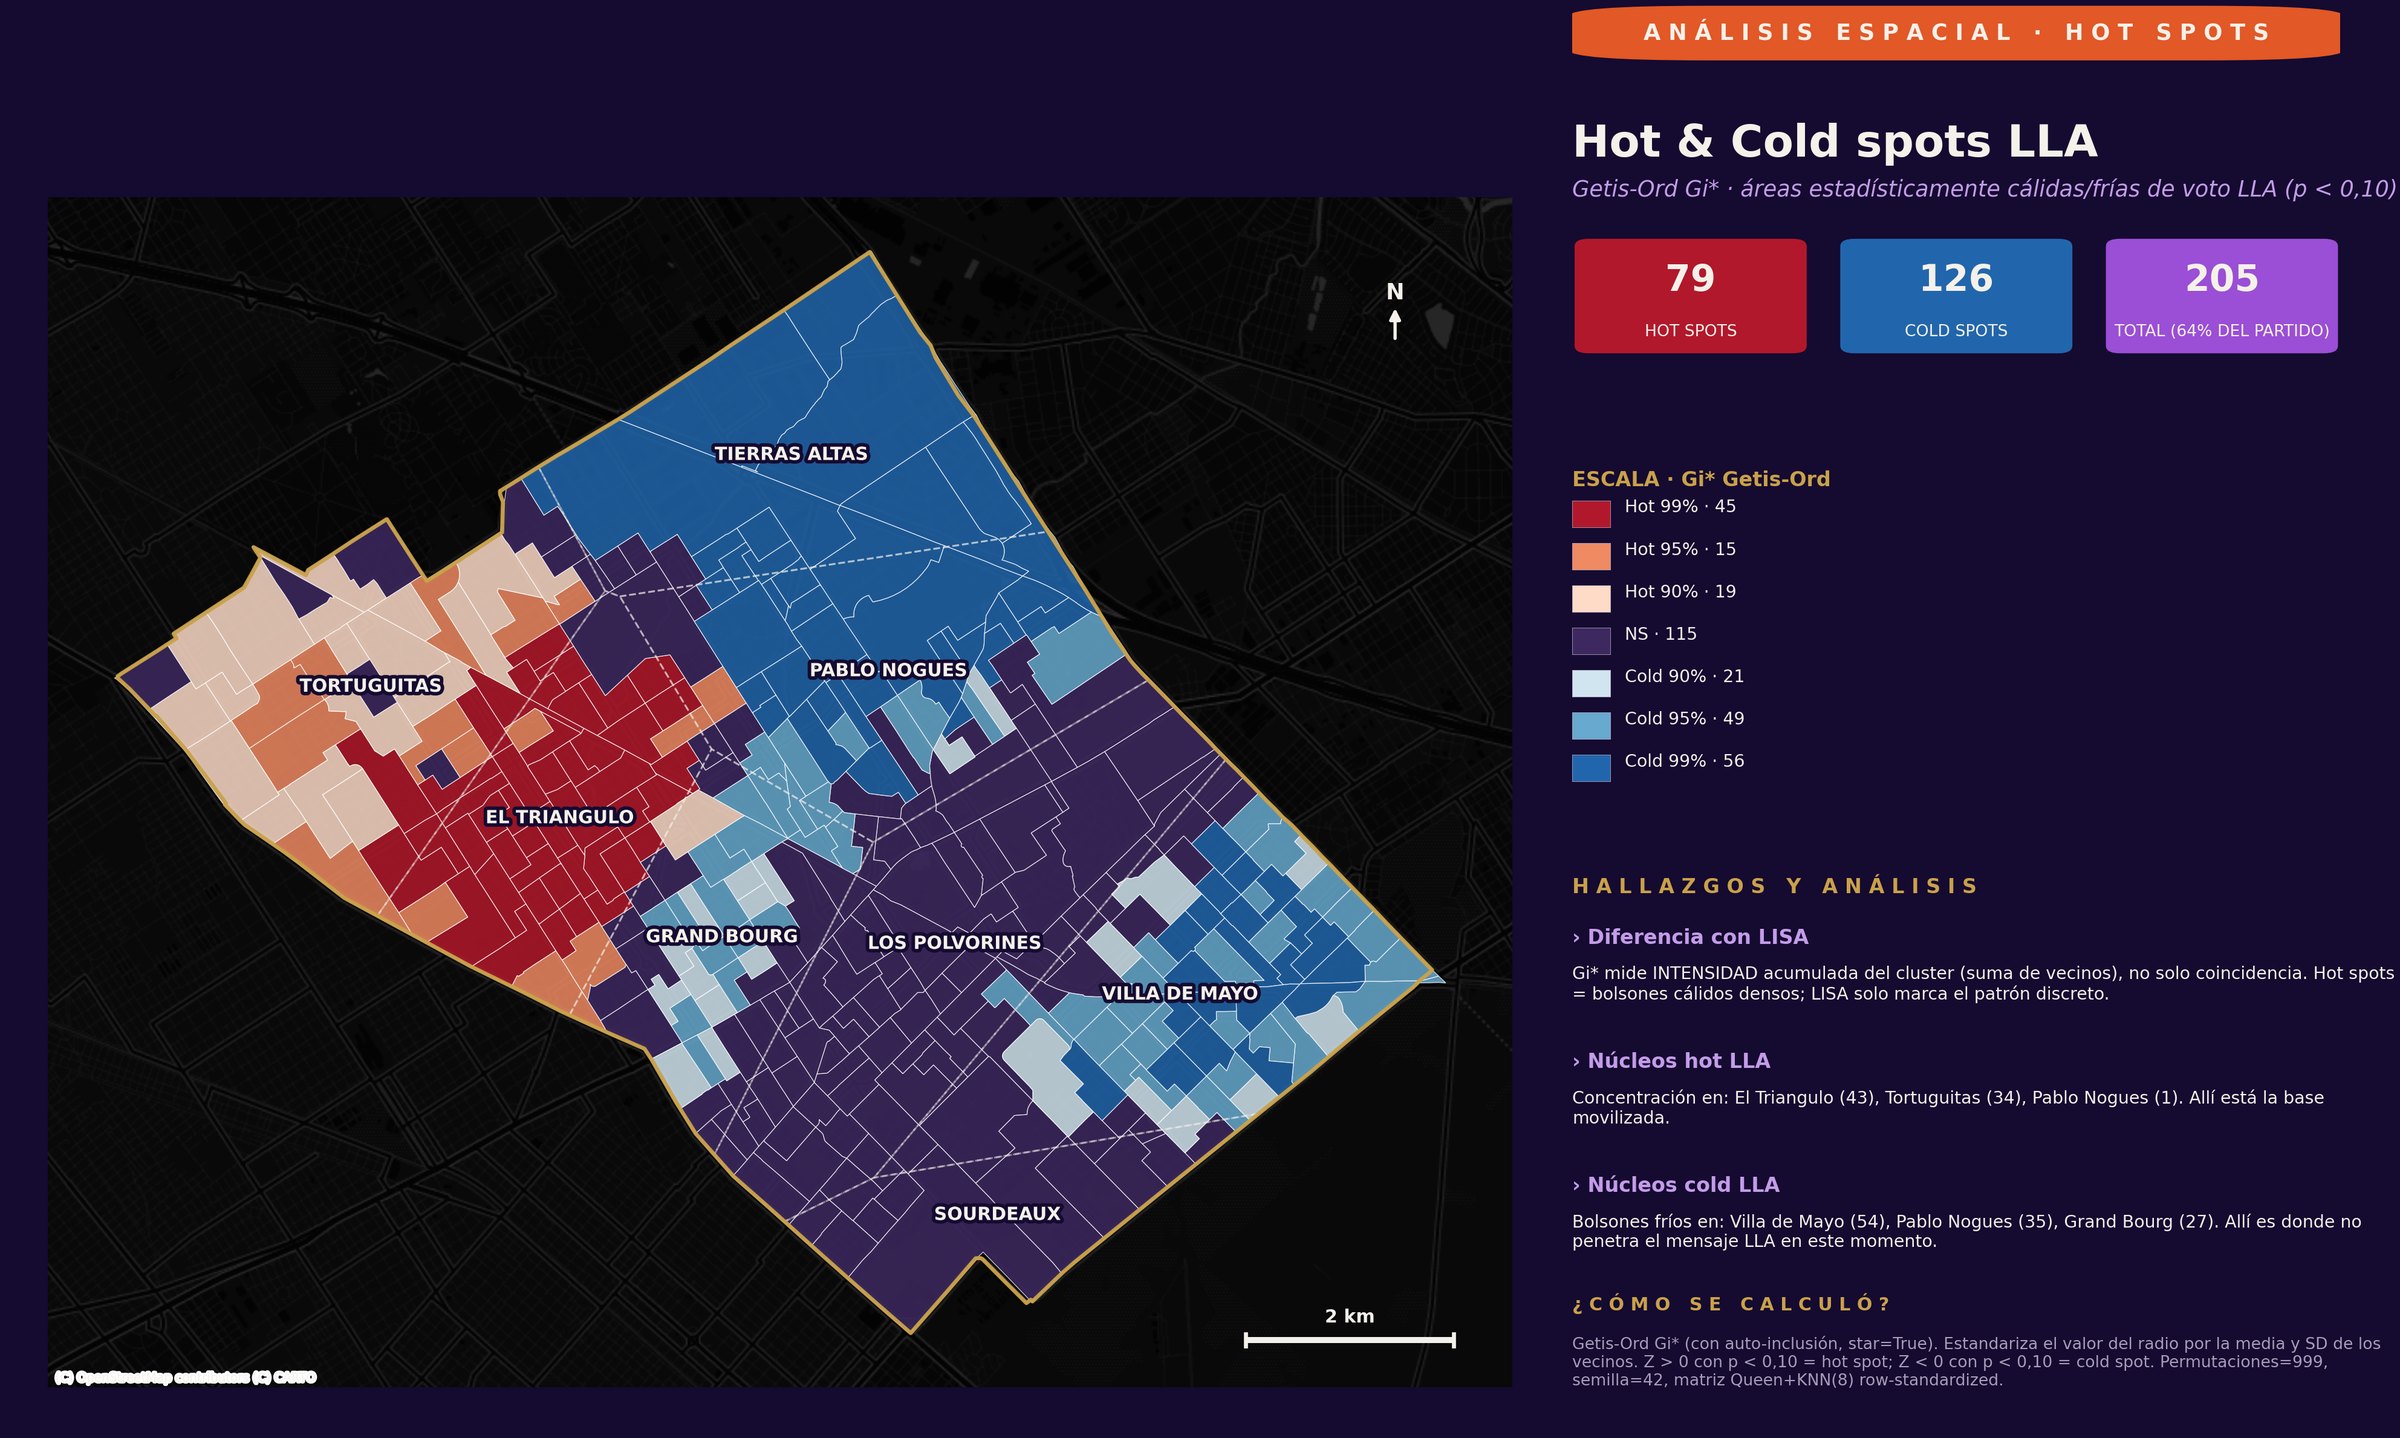 ANÁLISIS ESPACIAL · HOT SPOTS
Hot & Cold spots LLA
Getis-Ord Gi* · áreas estadísticamente cálidas/frías de voto LLA (p < 0,10)
79
HOT SPOTS
126
COLD SPOTS
205
TOTAL (64% DEL PARTIDO)
N
TIERRAS ALTAS
PABLO NOGUES
TORTUGUITAS
EL TRIANGULO
GRAND BOURG
LOS POLVORINES
VILLA DE MAYO
SOURDEAUX
2 km
(C) OpenStreetMap contributors (C) CARTO
ESCALA · Gi* Getis-Ord
Hot 99% · 45
Hot 95% · 15
Hot 90% · 19
NS · 115
Cold 90% · 21
Cold 95% · 49
Cold 99% · 56
HALLAZGOS Y ANÁLISIS
› Diferencia con LISA
Gi* mide INTENSIDAD acumulada del cluster (suma de vecinos), no solo coincidencia. Hot spots
= bolsones cálidos densos; LISA solo marca el patrón discreto.
› Núcleos hot LLA
Concentración en: El Triangulo (43), Tortuguitas (34), Pablo Nogues (1). Allí está la base
movilizada.
› Núcleos cold LLA
Bolsones fríos en: Villa de Mayo (54), Pablo Nogues (35), Grand Bourg (27). Allí es donde no
penetra el mensaje LLA en este momento.
¿CÓMO SE CALCULÓ?
Getis-Ord Gi* (con auto-inclusión, star=True). Estandariza el valor del radio por la media y SD de los
vecinos. Z > 0 con p < 0,10 = hot spot; Z < 0 con p < 0,10 = cold spot. Permutaciones=999,
semilla=42, matriz Queen+KNN(8) row-standardized.